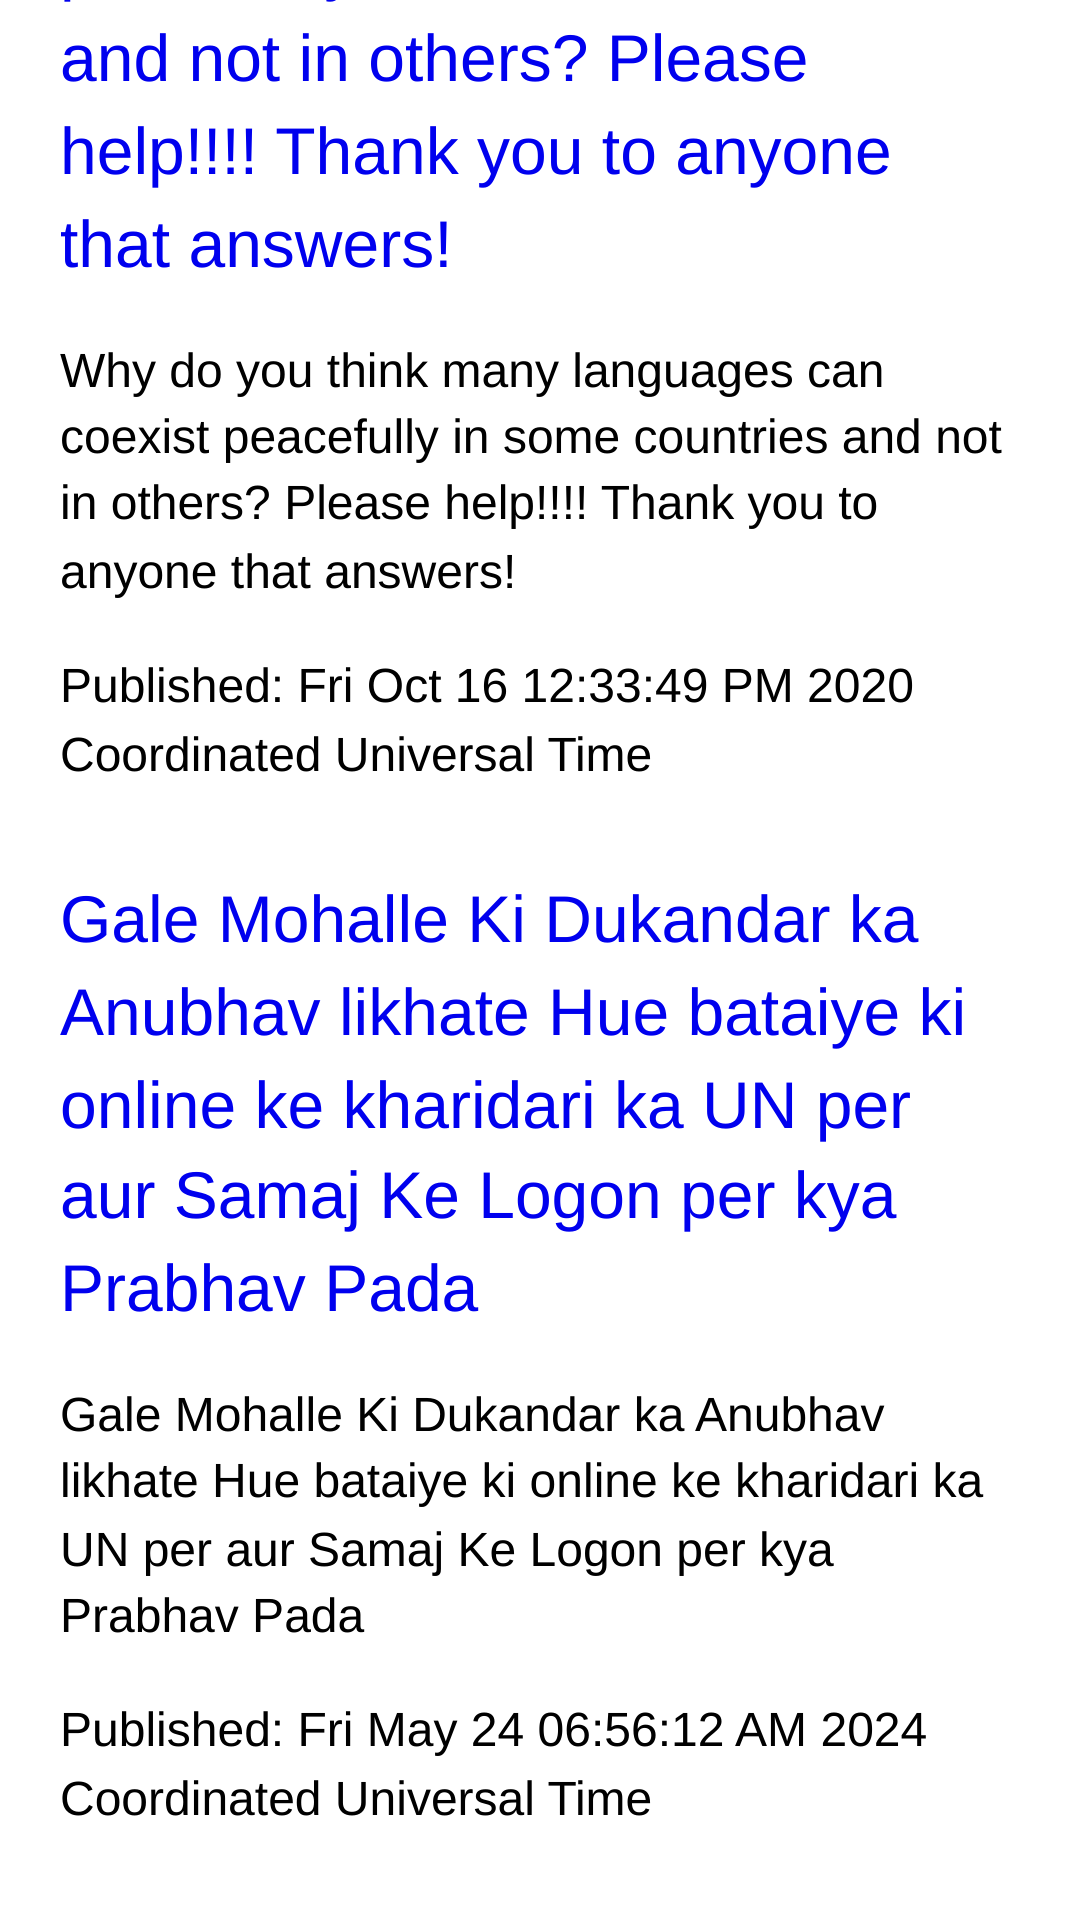 and not in others? Please
help!!!! Thank you to anyone
that answers!
Why do you think many languages can
coexist peacefully in some countries and not
in others? Please help!!!! Thank you to
anyone that answers!
Published: Fri Oct 16 12:33:49 PM 2020
Coordinated Universal Time
Gale Mohalle Ki Dukandar ka
Anubhav likhate Hue bataiye ki
online ke kharidari ka UN per
aur Samaj Ke Logon per kya
Prabhav Pada
Gale Mohalle Ki Dukandar ka Anubhav
likhate Hue bataiye ki online ke kharidari ka
UN per aur Samaj Ke Logon per kya
Prabhav Pada
Published: Fri May 24 06:56:12 AM 2024
Coordinated Universal Time